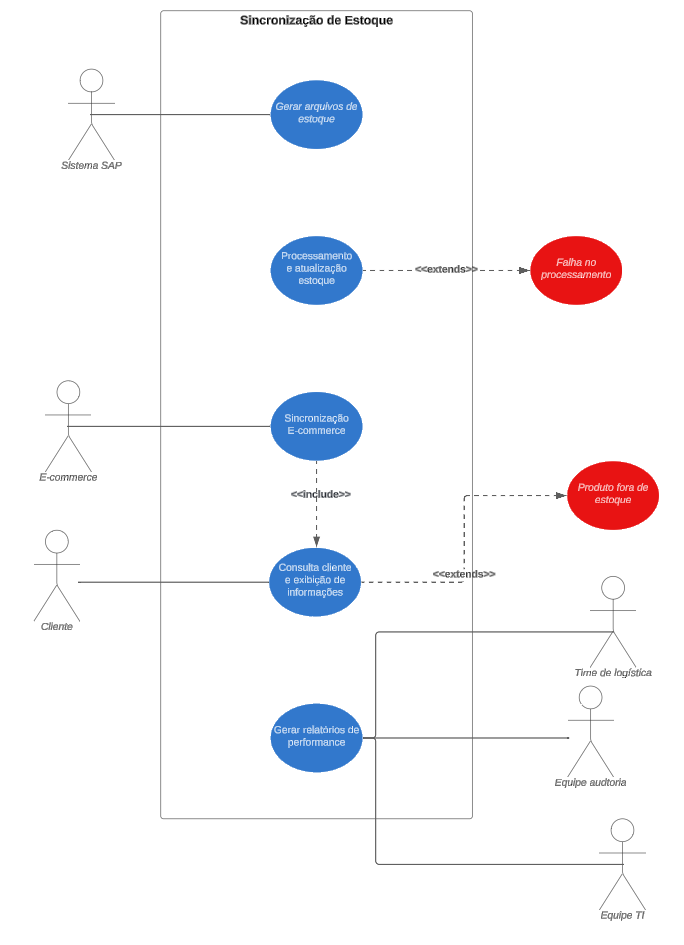 Sincronização de Estoque
Gerar arquivos de
estoque
Sistema SAP
Processamento
e atualização
estoque
<<extends>>
Falha no
processamento
Sincronização
E-commerce
E-commerce
<<include>>
Produto fora de
estoque
Consulta cliente
e exibição de
informações
<<extends>>
Cliente
Time de logística
Gerar relatórios de
performance
Equipe audtoria
Equipe TI